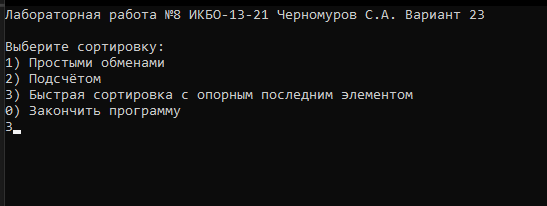 Лабораторная работа №8 ИКБО-13-21 Черномуров С.А. Вариант 23
Выберите сортировку:
1) Простыми обменами
2) Подсчётом
3) Быстрая сортировка с опорным последним элементом
0) Закончить программу
3